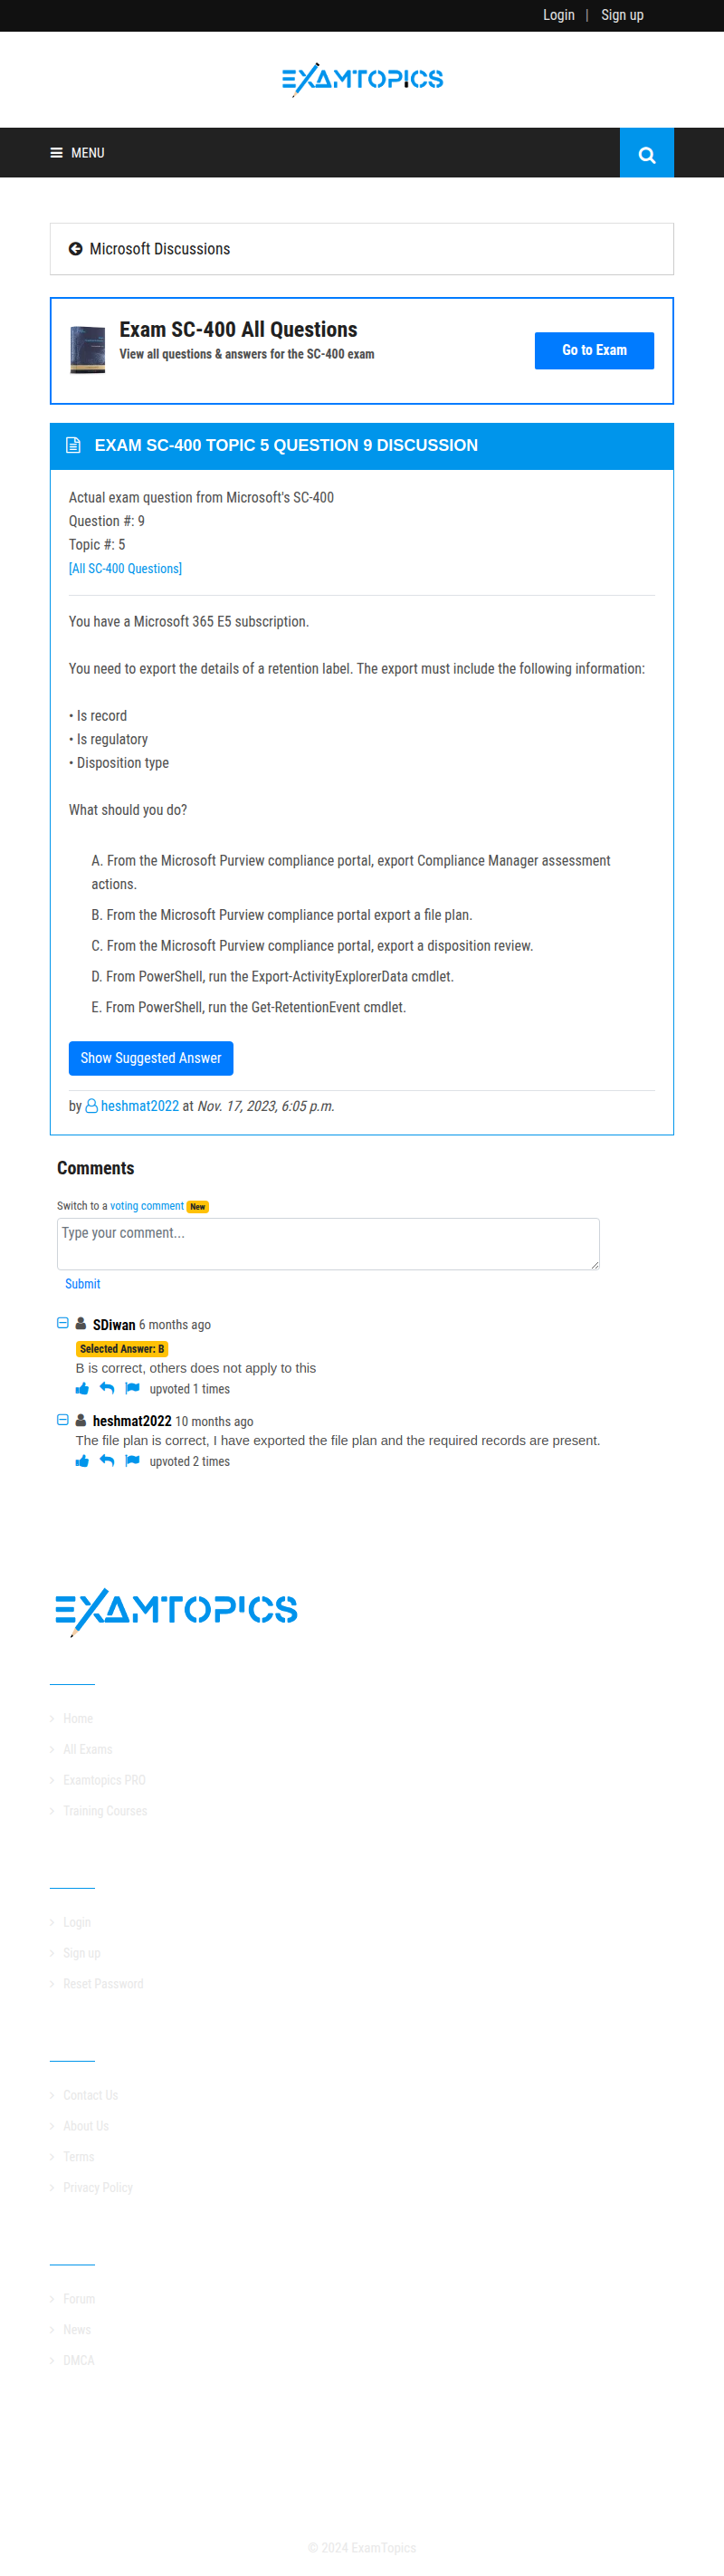 Login | Sign up
EXAMTOPICS
MENU
Microsoft Discussions
Exam SC-400 All Questions
View all questions & answers for the SC-400 exam
Go to Exam
EXAM SC-400 TOPIC 5 QUESTION 9 DISCUSSION
Actual exam question from Microsoft's SC-400
Question #: 9
Topic #: 5
[All SC-400 Questions]
You have a Microsoft 365 E5 subscription.
You need to export the details of a retention label. The export must include the following information:
• Is record
• Is regulatory
• Disposition type
What should you do?
A. From the Microsoft Purview compliance portal, export Compliance Manager assessment
actions.
B. From the Microsoft Purview compliance portal export a file plan.
C. From the Microsoft Purview compliance portal, export a disposition review.
D. From PowerShell, run the Export-ActivityExplorerData cmdlet.
E. From PowerShell, run the Get-RetentionEvent cmdlet.
Show Suggested Answer
by heshmat2022 at Nov. 17, 2023, 6:05 p.m.
Comments
Switch to a voting comment New
Type your comment...
Submit
SDiwan 6 months ago
Selected Answer: B
B is correct, others does not apply to this
upvoted 1 times
heshmat2022 10 months ago
The file plan is correct, I have exported the file plan and the required records are present.
upvoted 2 times
EXAMTOPICS
Home
All Exams
Examtopics PRO
Training Courses
Login
Sign up
Reset Password
Contact Us
About Us
Terms
Privacy Policy
Forum
News
DMCA
© 2024 ExamTopics